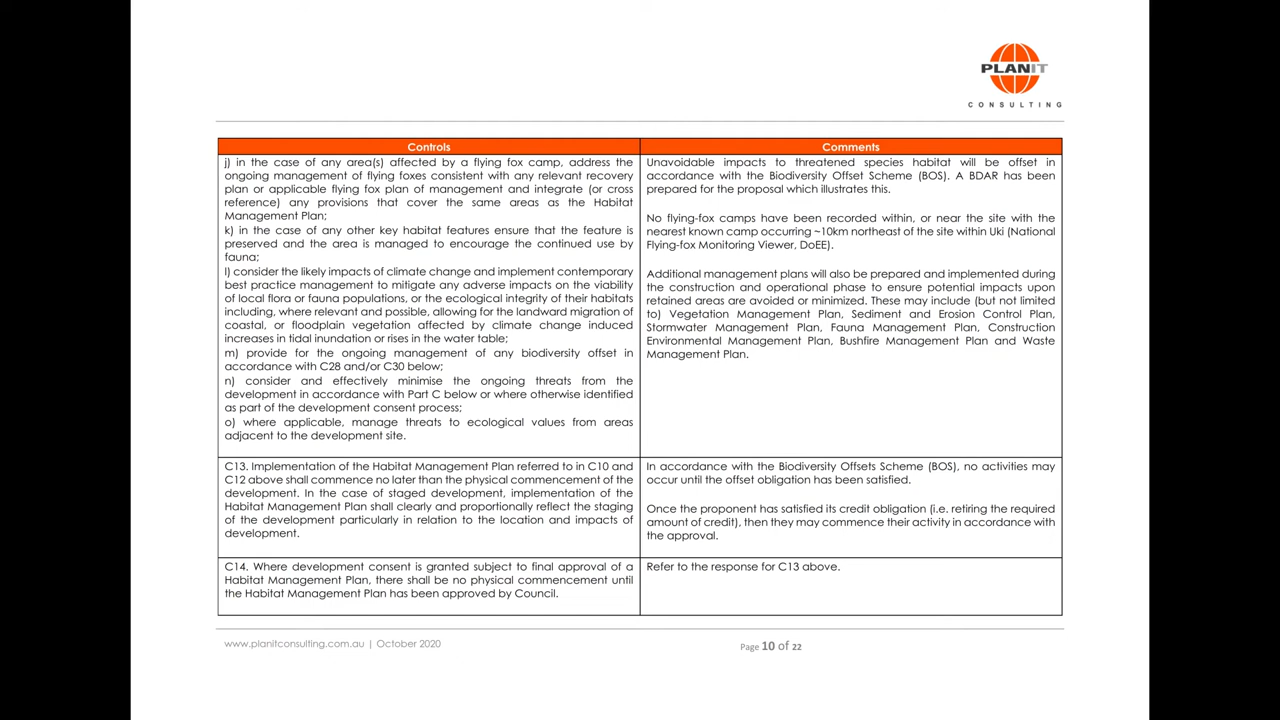 PLANIT
CONSULTING
Controls
j) in the case of any area(s) affected by a flying fox camp, address the
ongoing management of flying foxes consistent with any relevant recovery
plan or applicable flying fox plan of management and integrate (or cross
reference) any provisions that cover the same areas as the Habitat
Management Plan;
k) in the case of any other key habitat features ensure that the feature is
preserved and the area is managed to encourage the continued use by
fauna;
l) consider the likely impacts of climate change and implement contemporary
best practice management to mitigate any adverse impacts on the viability
of local flora or fauna populations, or the ecological integrity of their habitats
including, where relevant and possible, allowing for the landward migration of
coastal, or floodplain vegetation affected by climate change induced
increases in tidal inundation or rises in the water table;
m) provide for the ongoing management of any biodiversity offset in
accordance with C28 and/or C30 below;
n) consider and effectively minimise the ongoing threats from the
development in accordance with Part C below or where otherwise identified
as part of the development consent process;
o) where applicable, manage threats to ecological values from areas
adjacent to the development site.
Comments
Unavoidable impacts to threatened species habitat will be offset in
accordance with the Biodiversity Offset Scheme (BOS). A BDAR has been
prepared for the proposal which illustrates this.
No flying-fox camps have been recorded within, or near the site with the
nearest known camp occurring ~10km northeast of the site within Uki (National
Flying-fox Monitoring Viewer, DoEE).
Additional management plans will also be prepared and implemented during
the construction and operational phase to ensure potential impacts upon
retained areas are avoided or minimized. These may include (but not limited
to) Vegetation Management Plan, Sediment and Erosion Control Plan,
Stormwater Management Plan, Fauna Management Plan, Construction
Environmental Management Plan, Bushfire Management Plan and Waste
Management Plan.
C13. Implementation of the Habitat Management Plan referred to in C10 and
C12 above shall commence no later than the physical commencement of the
development. In the case of staged development, implementation of the
Habitat Management Plan shall clearly and proportionally reflect the staging
of the development particularly in relation to the location and impacts of
development.
In accordance with the Biodiversity Offsets Scheme (BOS), no activities may
occur until the offset obligation has been satisfied.
Once the proponent has satisfied its credit obligation (i.e. retiring the required
amount of credit), then they may commence their activity in accordance with
the approval.
C14. Where development consent is granted subject to final approval of a
Habitat Management Plan, there shall be no physical commencement until
the Habitat Management Plan has been approved by Council.
Refer to the response for C13 above.
www.planitconsulting.com.au | October 2020
Page 10 of 22